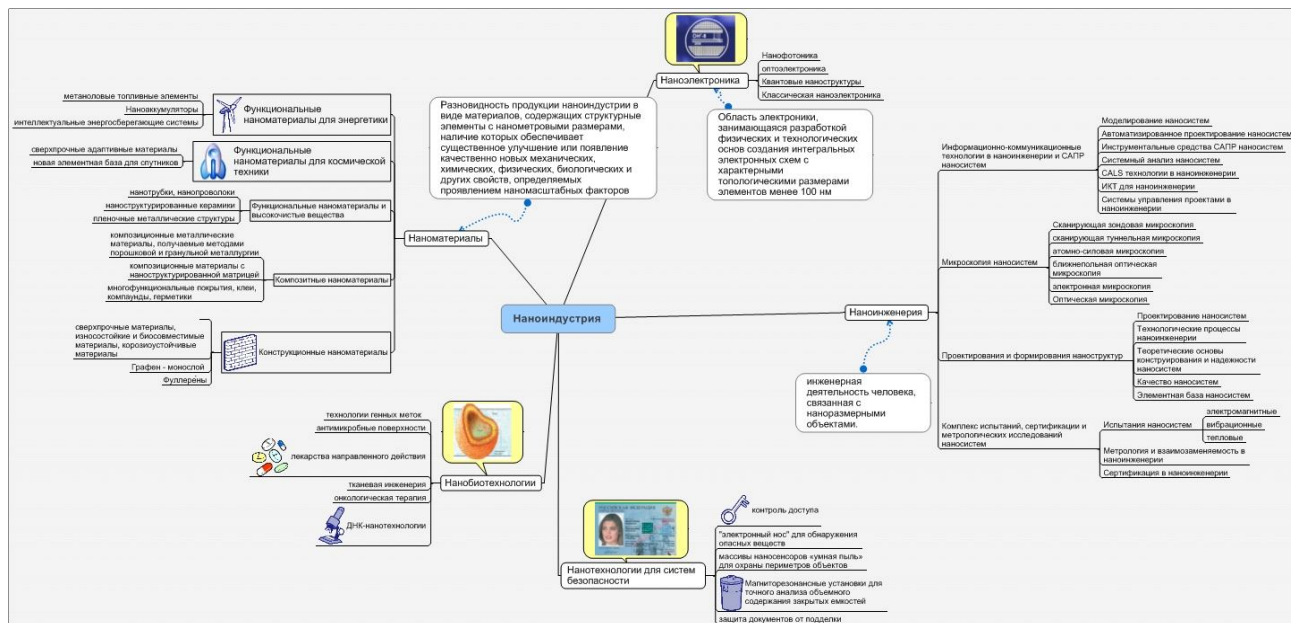 Нанофотоника
оптоэлектроника
Квантовые наноструктуры
Классическая наноэлектроника
Наноэлектроника
Область электроники,
занимающаяся разработкой
физических и технологических
основ создания интегральных
электронных схем с
характерными
топологическими размерами
элементов менее 100 нм
метаноловые топливные элементы
Наноаккумуляторы
интеллектуальные энергосберегающие системы
Функциональные
наноматериалы для энергетики
сверхпрочные адаптивные материалы
новая элементная база для спутников
Функциональные
наноматериалы для космической
техники
нанотрубки, нанопроволоки
наноструктурированные керамики
пленочные металлические структуры
Функциональные наноматериалы и
высокочистые вещества
композиционные металлические
материалы, получаемые методами
порошковой и гранульной металлургии
композиционные материалы с
наноструктурированной матрицей
многофункциональные покрытия, клеи,
компаунды, герметики
Композитные наноматериалы
сверхпрочные материалы,
износостойкие и биосовместимые
материалы, корозиоустойчивые
материалы
Графен - монослой
Фуллерены
Конструкционные наноматериалы
Разновидность продукции наноиндустрии в
виде материалов, содержащих структурные
элементы с нанометровыми размерами,
наличие которых обеспечивает
существенное улучшение или появление
качественно новых механических,
химических, физических, биологических и
других свойств, определяемых
проявлением наномасштабных факторов
Наноматериалы
Наноиндустрия
Наноинженерия
инженерная
деятельность человека,
связанная с
наноразмерными
объектами.
Информационно-коммуникационные
технологии в наноинженерии и САПР
наносистем
Моделирование наносистем
Автоматизированное проектирование наносистем
Инструментальные средства САПР наносистем
Системный анализ наносистем
CALS технологии в наноинженерии
ИКТ для наноинженерии
Системы управления проектами в
наноинженерии
Микроскопия наносистем
Сканирующая зондовая микроскопия
сканирующая туннельная микроскопия
атомно-силовая микроскопия
ближнепольная оптическая
микроскопия
электронная микроскопия
Оптическая микроскопия
Проектирования и формирования наноструктур
Проектирование наносистем
Технологические процессы
наноинженерии
Теоретические основы
конструирования и надежности
наносистем
Качество наносистем
Элементная база наносистем
Комплекс испытаний, сертификации и
метрологических исследований
наносистем
Испытания наносистем
электромагнитные
вибрационные
тепловые
Метрология и взаимозаменяемость в
наноинженерии
Сертификация в наноинженерии
технологии генных меток
антимикробные поверхности
лекарства направленного действия
тканевая инженерия
онкологическая терапия
ДНК-нанотехнологии
Нанобиотехнологии
Нанотехнологии для систем
безопасности
контроль доступа
"электронный нос" для обнаружения
опасных веществ
массивы наносенсоров «умная пыль»
для охраны периметров объектов
Магниторезонансные установки для
точного анализа объемного
содержания закрытых емкостей
защита документов от подделки